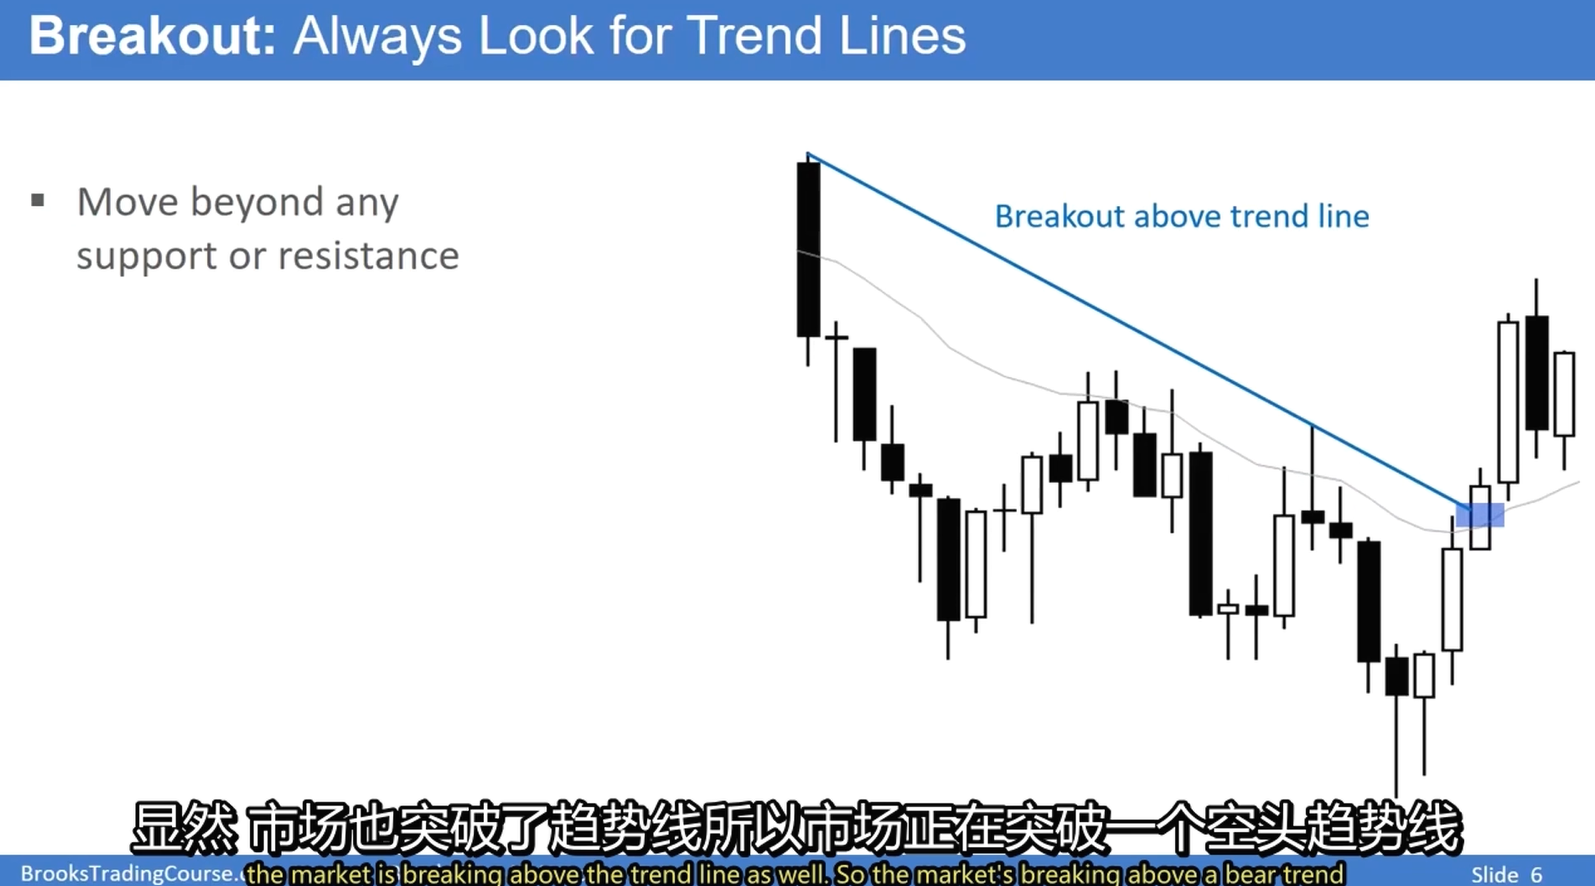 Breakout: Always Look for Trend Lines
▪ Move beyond any
support or resistance
Breakout above trend line
显然 市场也突破了趋势线所以市场正在突破一个空头趋势线
BrooksTradingCourse.
the market is breaking above the trend line as well. So the market's breaking above a bear trend
Slide 6